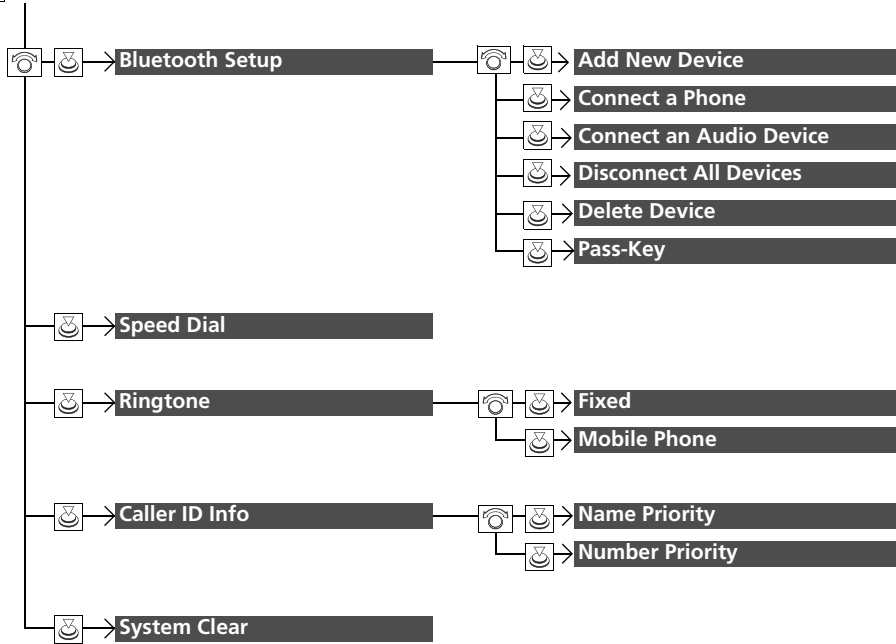 Bluetooth Setup
Add New Device
Connect a Phone
Connect an Audio Device
Disconnect All Devices
Delete Device
Pass-Key
Speed Dial
Ringtone
Fixed
Mobile Phone
Caller ID Info
Name Priority
Number Priority
System Clear